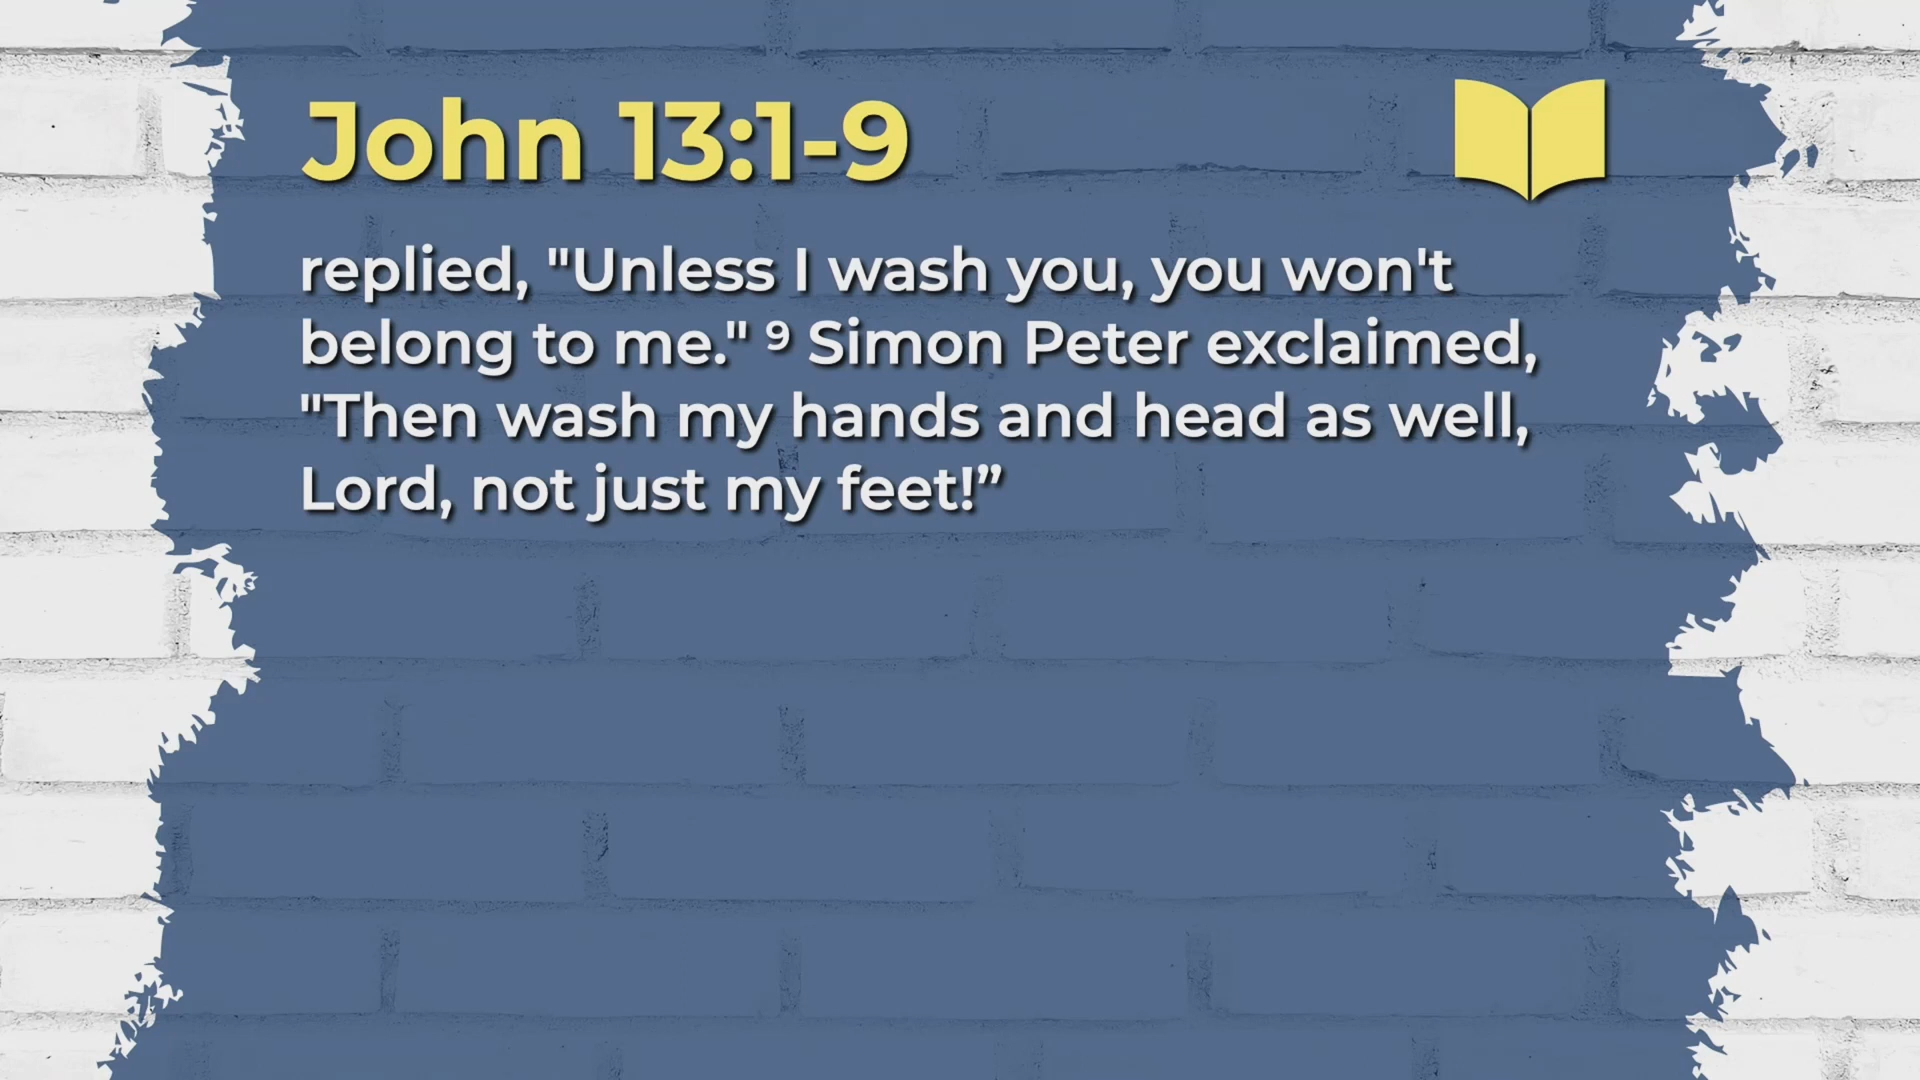 John 13:1-9
replied, "Unless I wash you, you won't
belong to me." ⁹ Simon Peter exclaimed,
"Then wash my hands and head as well,
Lord, not just my feet!”